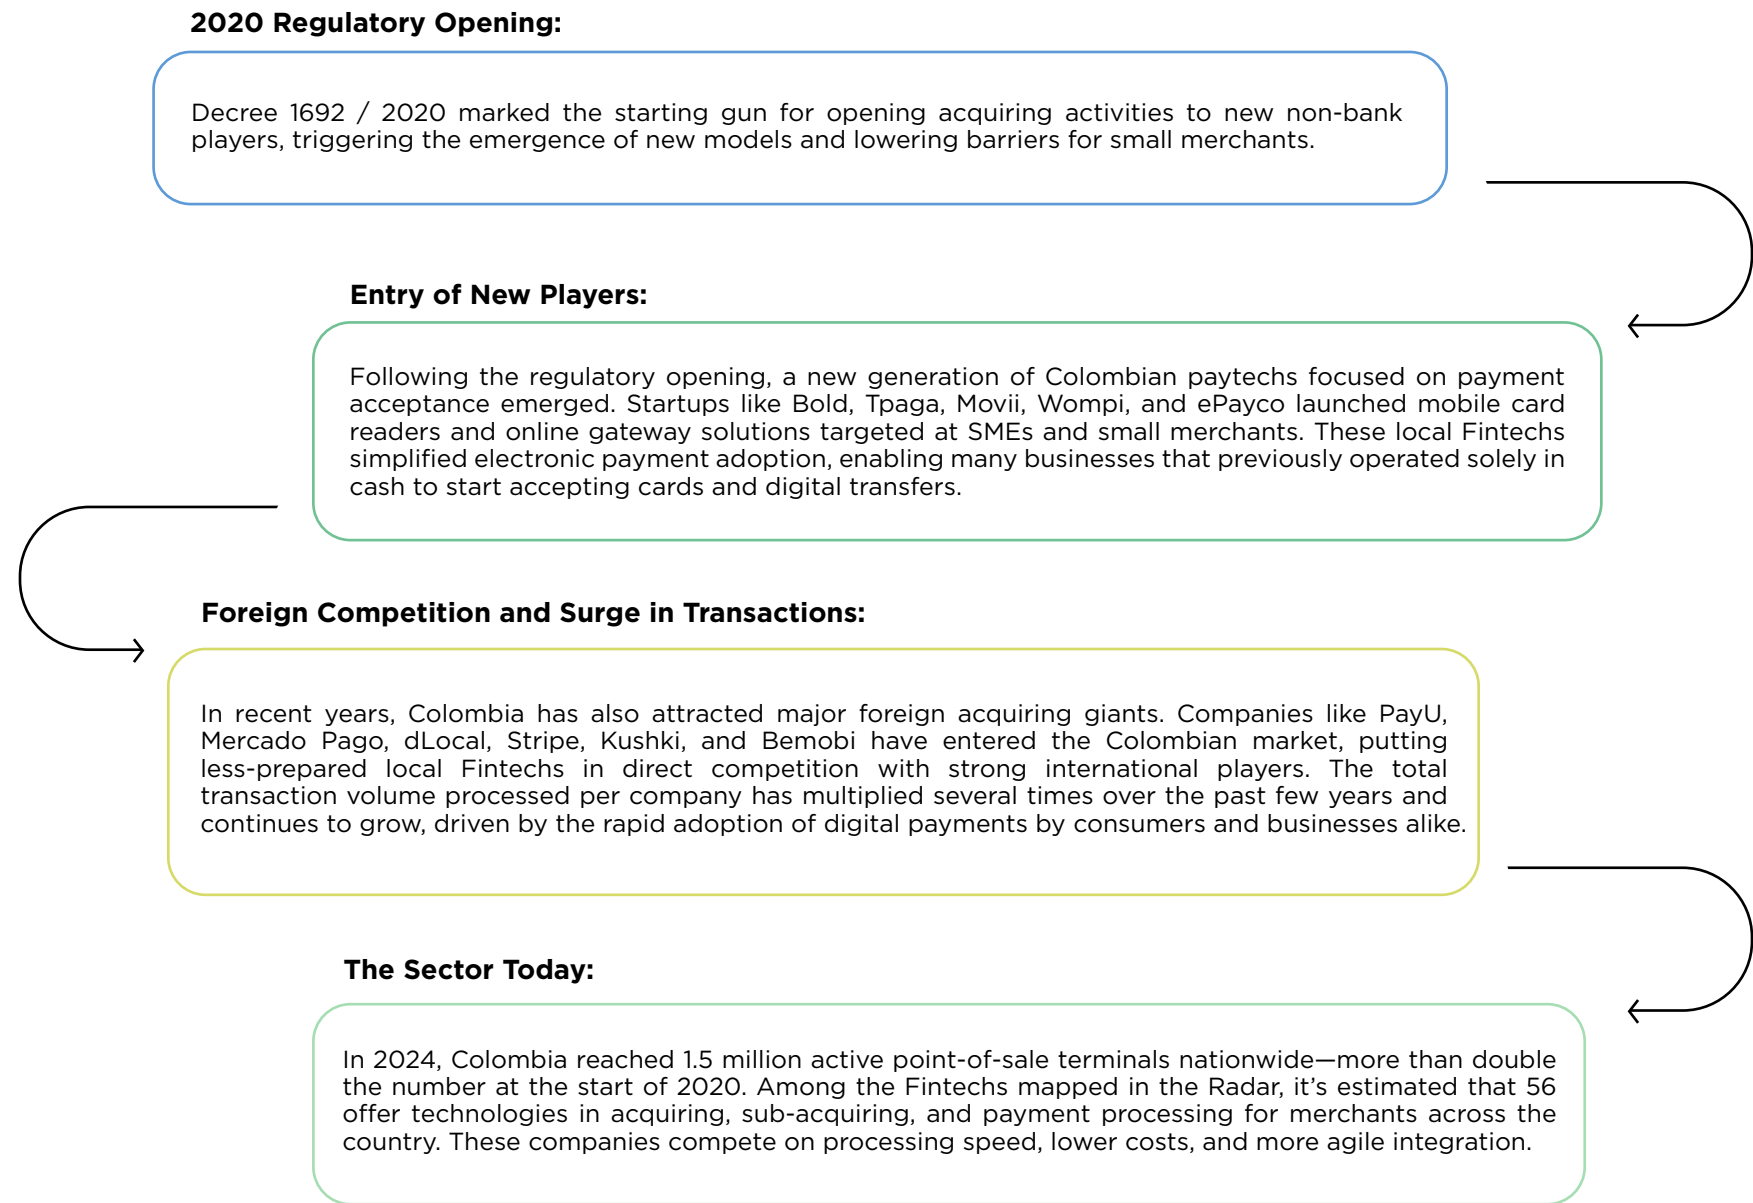 2020 Regulatory Opening:
Decree 1692 / 2020 marked the starting gun for opening acquiring activities to new non-bank
players, triggering the emergence of new models and lowering barriers for small merchants.
Entry of New Players:
Following the regulatory opening, a new generation of Colombian paytechs focused on payment
acceptance emerged. Startups like Bold, Tpaga, Movii, Wompi, and ePayco launched mobile card
readers and online gateway solutions targeted at SMEs and small merchants. These local Fintechs
simplified electronic payment adoption, enabling many businesses that previously operated solely in
cash to start accepting cards and digital transfers.
Foreign Competition and Surge in Transactions:
In recent years, Colombia has also attracted major foreign acquiring giants. Companies like PayU,
Mercado Pago, dLocal, Stripe, Kushki, and Bemobi have entered the Colombian market, putting
less-prepared local Fintechs in direct competition with strong international players. The total
transaction volume processed per company has multiplied several times over the past few years and
continues to grow, driven by the rapid adoption of digital payments by consumers and businesses alike.
The Sector Today:
In 2024, Colombia reached 1.5 million active point-of-sale terminals nationwide—more than double
the number at the start of 2020. Among the Fintechs mapped in the Radar, it’s estimated that 56
offer technologies in acquiring, sub-acquiring, and payment processing for merchants across the
country. These companies compete on processing speed, lower costs, and more agile integration.